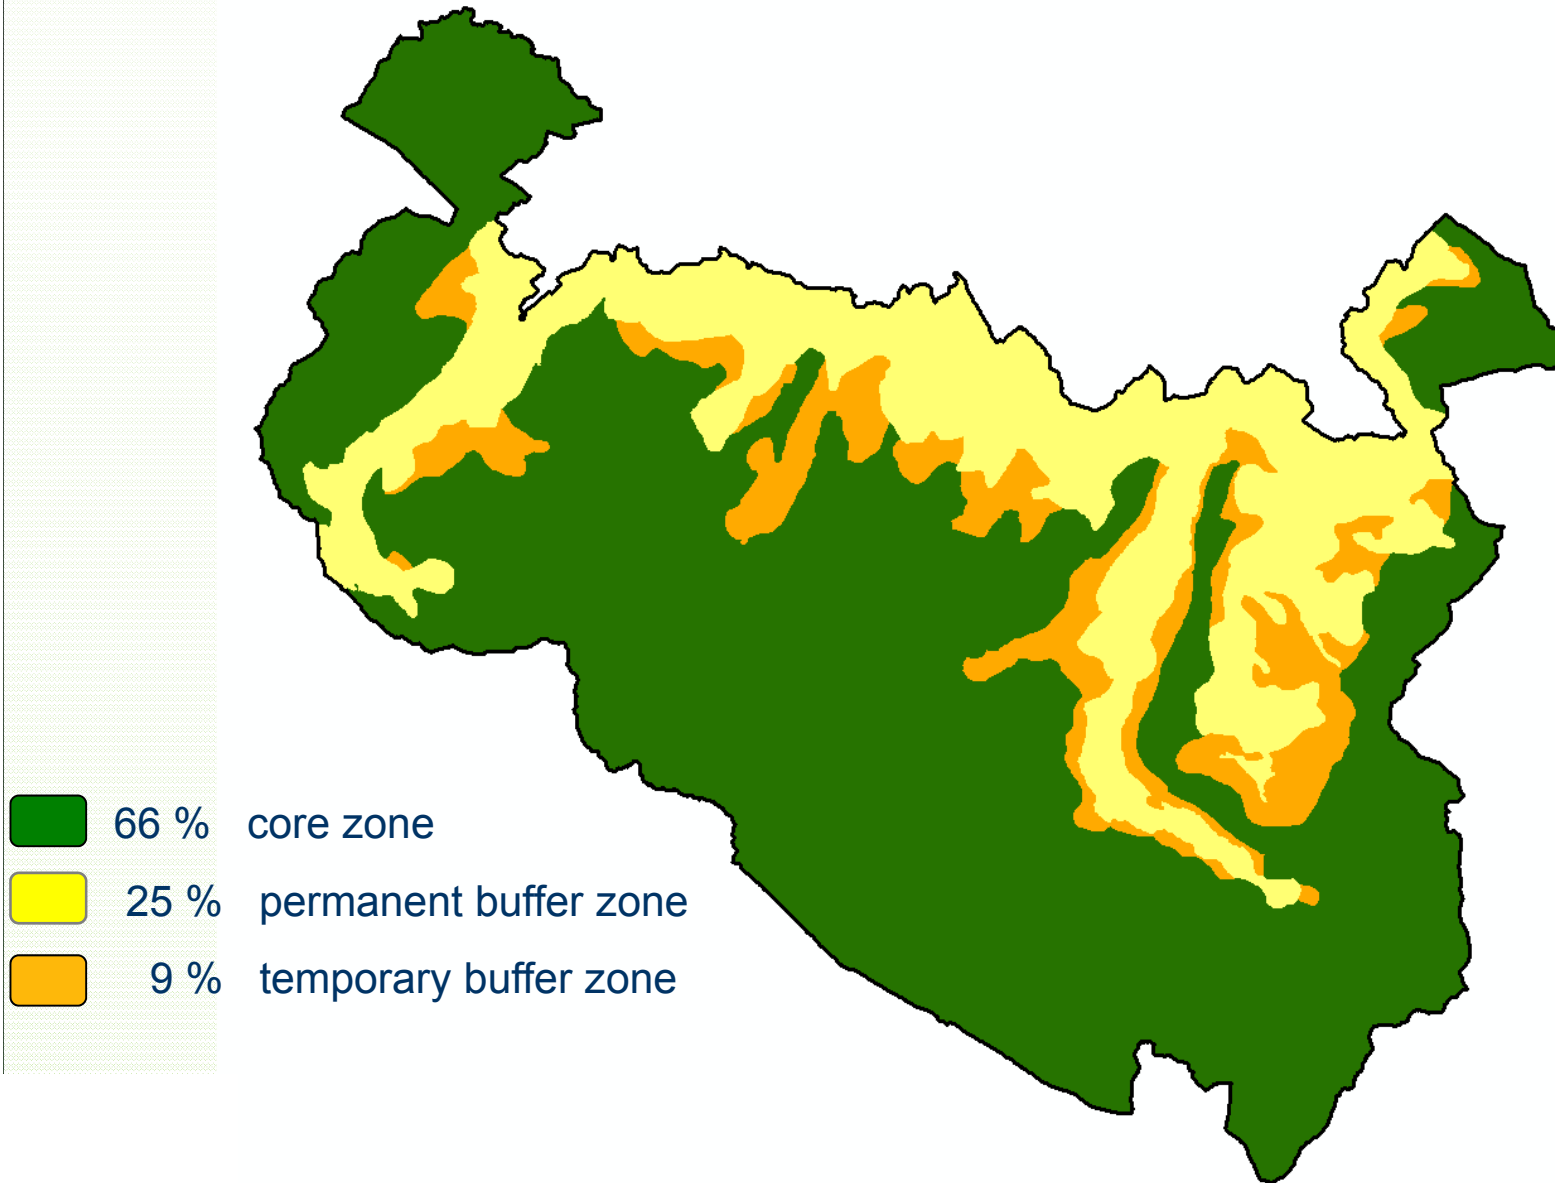 66 % core zone
25 % permanent buffer zone
9 % temporary buffer zone